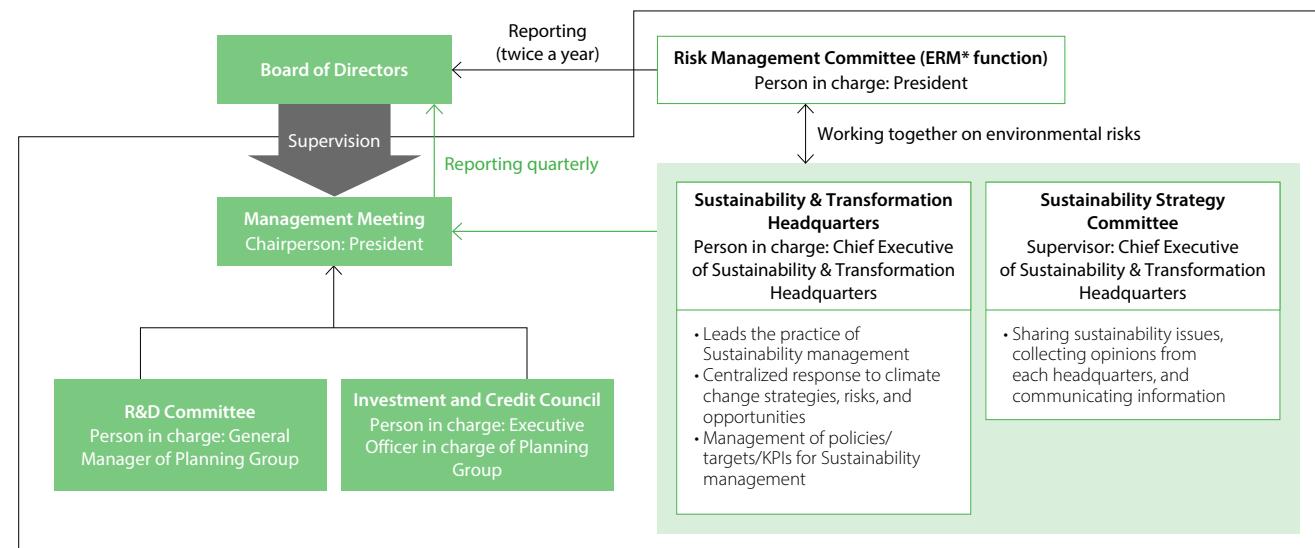 Board of Directors
Reporting
(twice a year)
Risk Management Committee (ERM* function)
Person in charge: President
Supervision
Reporting quarterly
Working together on environmental risks
Management Meeting
Chairperson: President
Sustainability & Transformation
Headquarters
Person in charge: Chief Executive
of Sustainability & Transformation
Headquarters
• Leads the practice of
Sustainability management
• Centralized response to climate
change strategies, risks, and
opportunities
• Management of policies/
targets/KPIs for Sustainability
management
Sustainability Strategy
Committee
Supervisor: Chief Executive
of Sustainability & Transformation
Headquarters
• Sharing sustainability issues,
collecting opinions from
each headquarters, and
communicating information
R&D Committee
Person in charge: General
Manager of Planning Group
Investment and Credit Council
Person in charge: Executive
Officer in charge of Planning
Group